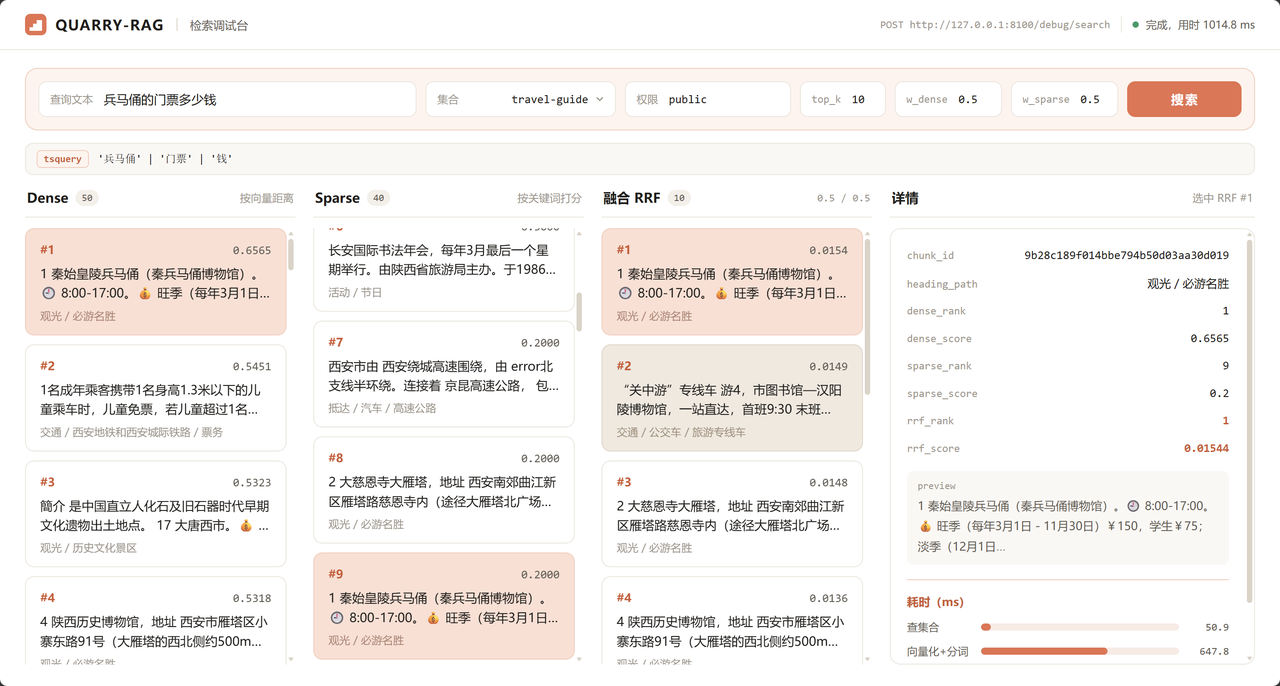 QUARRY-RAG
检索调试台
POST http://127.0.0.1:8100/debug/search
完成，用时 1014.8 ms
查询文本 兵马俑的门票多少钱
集合 travel-guide
权限 public
top_k 10
w_dense 0.5
w_sparse 0.5
搜索
tsquery '兵马俑' | '门票' | '钱'
Dense 50 按向量距离
#1 0.6565
1 秦始皇陵兵马俑（秦兵马俑博物馆）。
🕘 8:00-17:00。💰 旺季（每年3月1日…
观光 / 必游名胜
#2 0.5451
1名成年乘客携带1名身高1.3米以下的儿
童乘车时，儿童免票，若儿童超过1名…
交通 / 西安地铁和西安城际铁路 / 票务
#3 0.5323
簡介 是中国直立人化石及旧石器时代早期
文化遗物出土地点。 17 大唐西市。💰 …
观光 / 历史文化景区
#4 0.5318
4 陕西历史博物馆，地址 西安市雁塔区小
寨东路91号（大雁塔的西北侧约500m…
观光 / 必游名胜
Sparse 40 按关键词打分
长安国际书法年会，每年3月最后一个星
期举行。由陕西省旅游局主办。于1986…
活动 / 节日
#7 0.2000
西安市由 西安绕城高速围绕，由 error北
支线半环绕。连接着 京昆高速公路， 包…
抵达 / 汽车 / 高速公路
#8 0.2000
2 大慈恩寺大雁塔，地址 西安南郊曲江新
区雁塔路慈恩寺内（途径大雁塔北广场…
观光 / 必游名胜
#9 0.2000
1 秦始皇陵兵马俑（秦兵马俑博物馆）。
🕘 8:00-17:00。💰 旺季（每年3月1日…
观光 / 必游名胜
融合 RRF 10 0.5 / 0.5
#1 0.0154
1 秦始皇陵兵马俑（秦兵马俑博物馆）。
🕘 8:00-17:00。💰 旺季（每年3月1日…
观光 / 必游名胜
#2 0.0149
“关中游”专线车 游4，市图书馆—汉阳
陵博物馆，一站直达，首班9:30 末班…
交通 / 公交车 / 旅游专线车
#3 0.0148
2 大慈恩寺大雁塔，地址 西安南郊曲江新
区雁塔路慈恩寺内（途径大雁塔北广场…
观光 / 必游名胜
#4 0.0136
4 陕西历史博物馆，地址 西安市雁塔区小
寨东路91号（大雁塔的西北侧约500m…
观光 / 必游名胜
详情 选中 RRF #1
chunk_id 9b28c189f014bbe794b50d03aa30d019
heading_path 观光 / 必游名胜
dense_rank 1
dense_score 0.6565
sparse_rank 9
sparse_score 0.2
rrf_rank 1
rrf_score 0.01544
preview
1 秦始皇陵兵马俑（秦兵马俑博物馆）。🕘 8:00-17:00。
💰 旺季（每年3月1日 - 11月30日）￥150，学生￥75；
淡季（12月1日…
耗时（ms）
查集合 50.9
向量化+分词 647.8